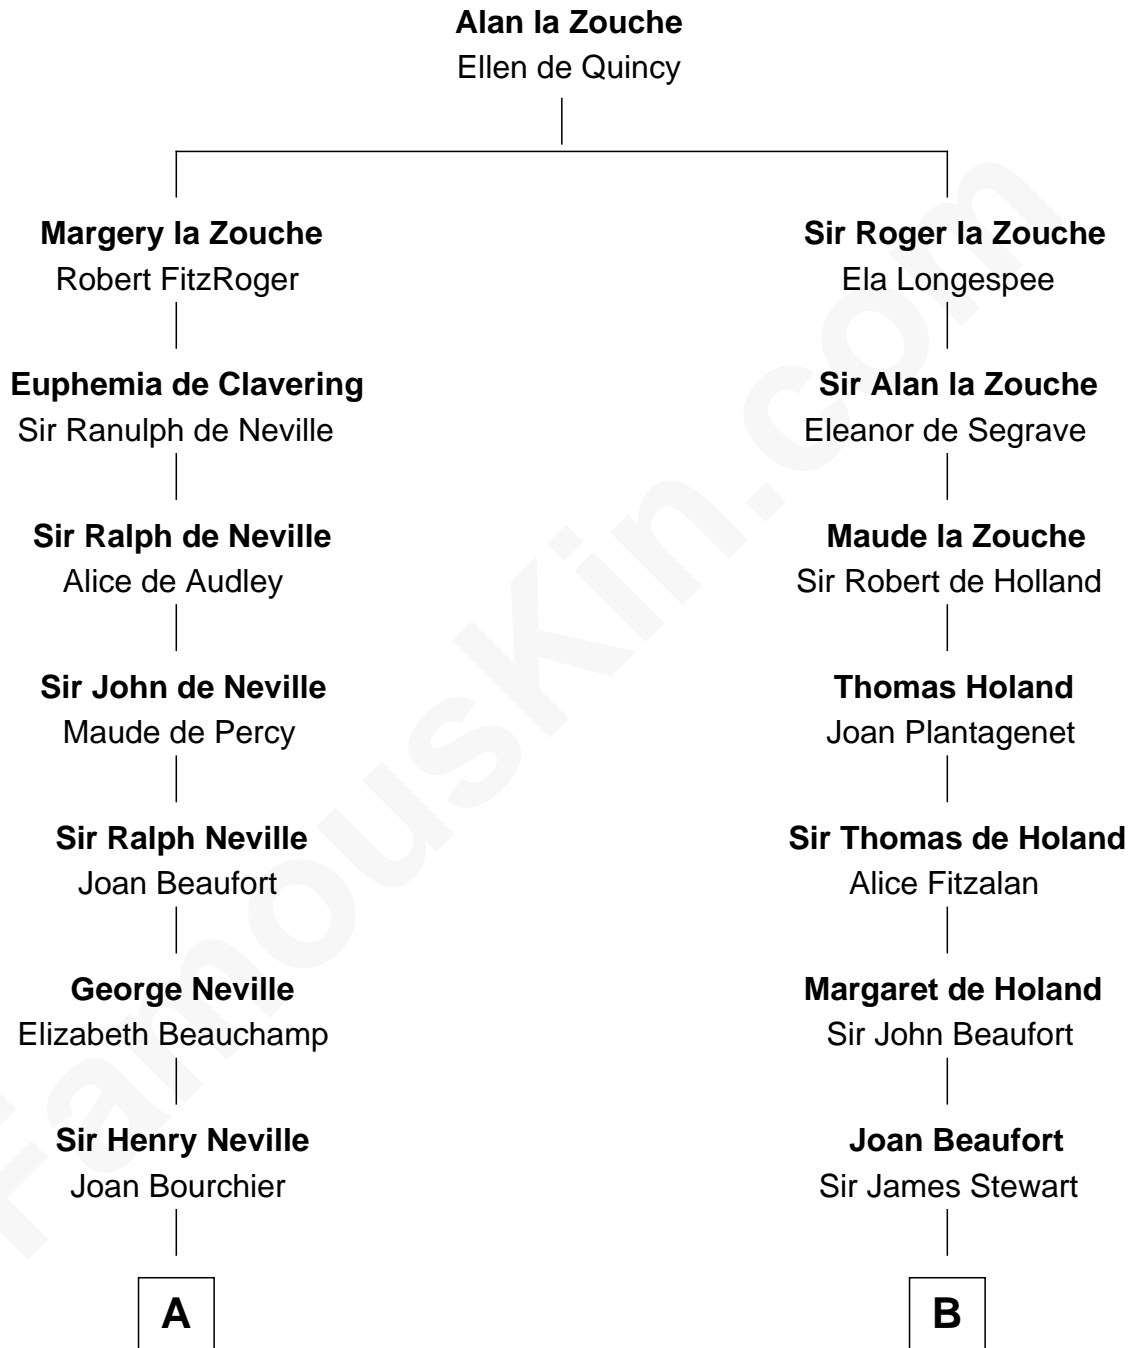 Alan la Zouche
Ellen de Quincy
Margery la Zouche
Robert FitzRoger
Sir Roger la Zouche
Ela Longespee
Euphemia de Clavering
Sir Ranulph de Neville
Sir Alan la Zouche
Eleanor de Segrave
Sir Ralph de Neville
Alice de Audley
Maude la Zouche
Sir Robert de Holland
Sir John de Neville
Maude de Percy
Thomas Holand
Joan Plantagenet
Sir Ralph Neville
Joan Beaufort
Sir Thomas de Holand
Alice Fitzalan
George Neville
Elizabeth Beauchamp
Margaret de Holand
Sir John Beaufort
Sir Henry Neville
Joan Bourchier
Joan Beaufort
Sir James Stewart
A
B
FamousKin.com